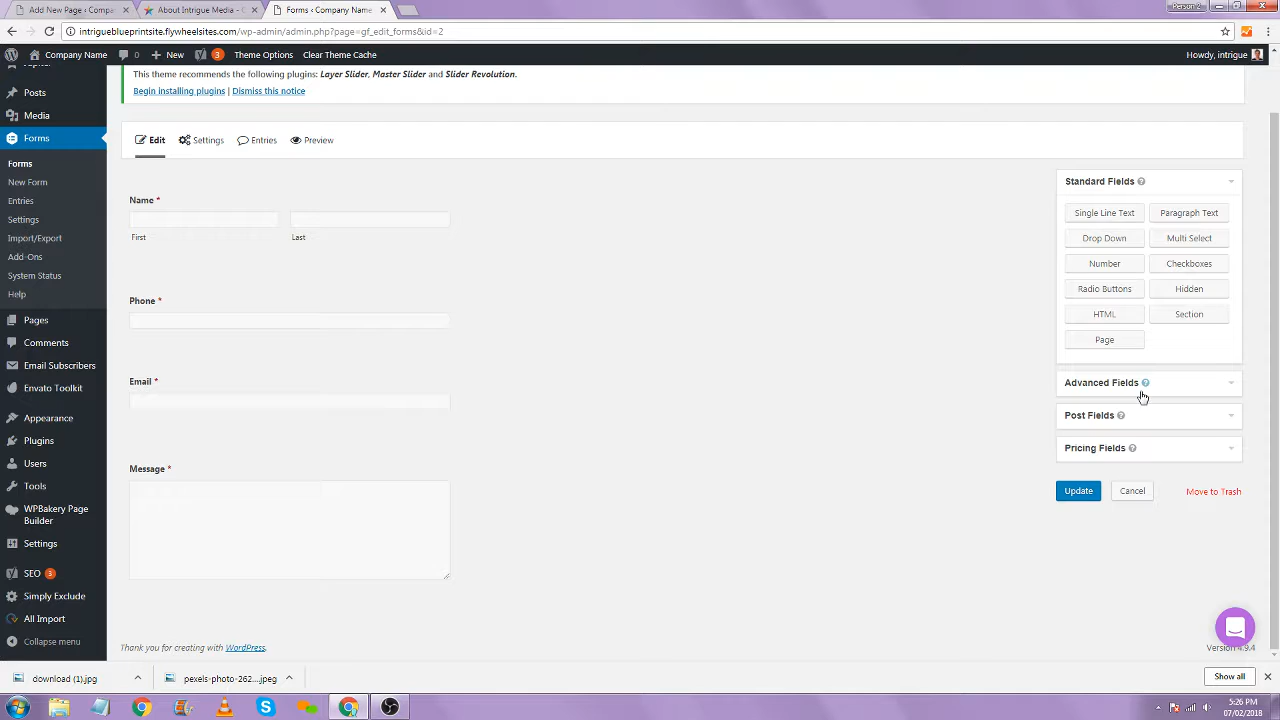 Add New Page ‹ Compa
About Intrigue Media - C
Forms ‹ Company Name
Person 2
intrigueblueprintsite.flywheelsites.com/wp-admin/admin.php?page=gf_edit_forms&id=2
Company Name
0
New
3
Theme Options
Clear Theme Cache
Howdy, intrigue
This theme recommends the following plugins: Layer Slider, Master Slider and Slider Revolution.
Begin installing plugins | Dismiss this notice
Posts
Media
Forms
Forms
New Form
Entries
Settings
Import/Export
Add-Ons
System Status
Help
Pages
Comments
Email Subscribers
Envato Toolkit
Appearance
Plugins
Users
Tools
WPBakery Page
Builder
Settings
SEO 3
Simply Exclude
All Import
Collapse menu
Edit
Settings
Entries
Preview
Name *
First
Last
Phone *
Email *
Message *
Standard Fields
Single Line Text
Paragraph Text
Drop Down
Multi Select
Number
Checkboxes
Radio Buttons
Hidden
HTML
Section
Page
Advanced Fields
Post Fields
Pricing Fields
Update
Cancel
Move to Trash
Thank you for creating with WordPress.
4.9.4
download (1).jpg
pexels-photo-262....jpeg
Show all
5:26 PM
07/02/2018